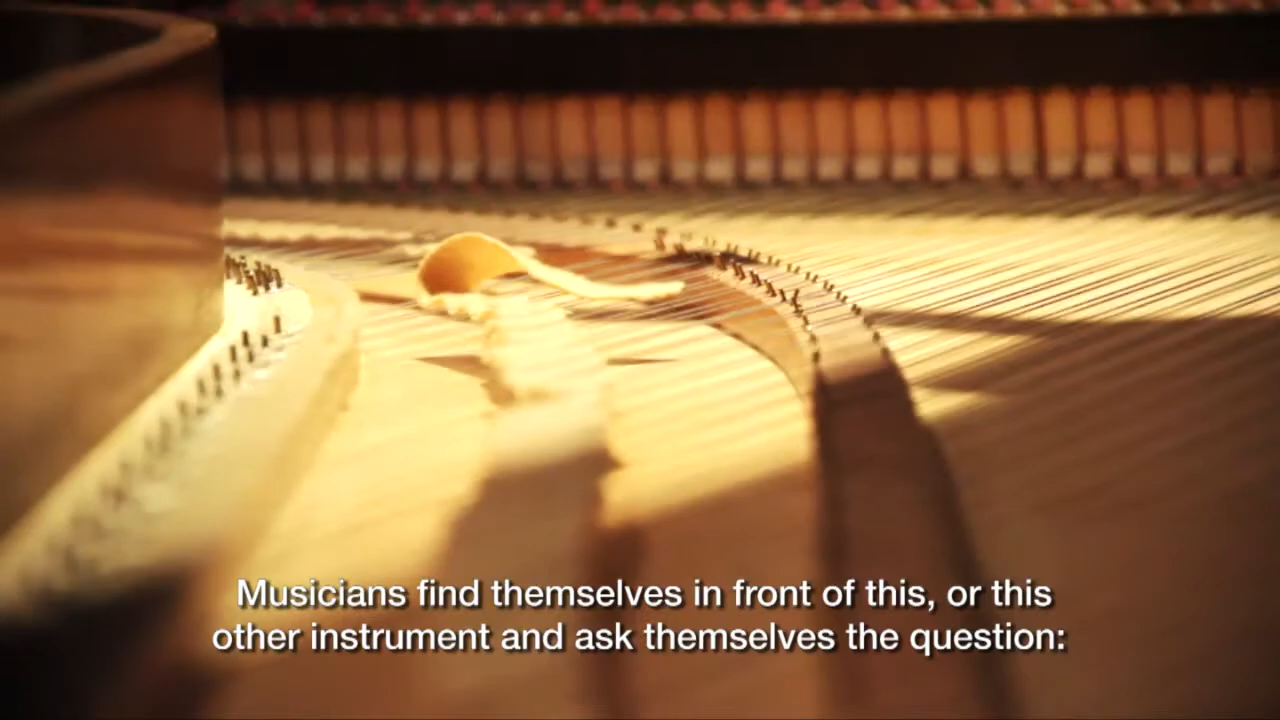 Musicians find themselves in front of this, or this
other instrument and ask themselves the question: